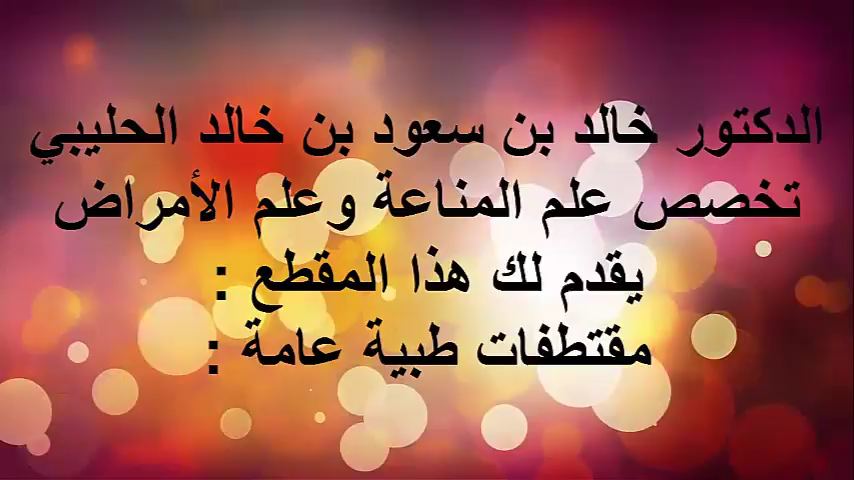 الدكتور خالد بن سعود بن خالد الحليبي
تخصص علم المناعة وعلم الأمراض
يقدم لك هذا المقطع :
مقتطفات طبية عامة :